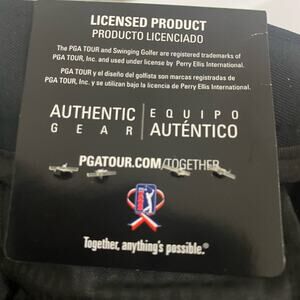 LICENSED PRODUCT
PRODUCTO LICENCIADO
The PGA TOUR and Swinging Golfer are registered trademarks of
PGA TOUR, Inc. and used under license by Perry Ellis International.
PGA TOUR y el diseño del golfista son marcas registradas de
PGA TOUR, Inc. y se utilizan bajo la licencia de Perry Ellis International.
AUTHENTIC EQUIPO
GEAR AUTÉNTICO
PGATOUR.COM/TOGETHER
Together, anything's possible.®